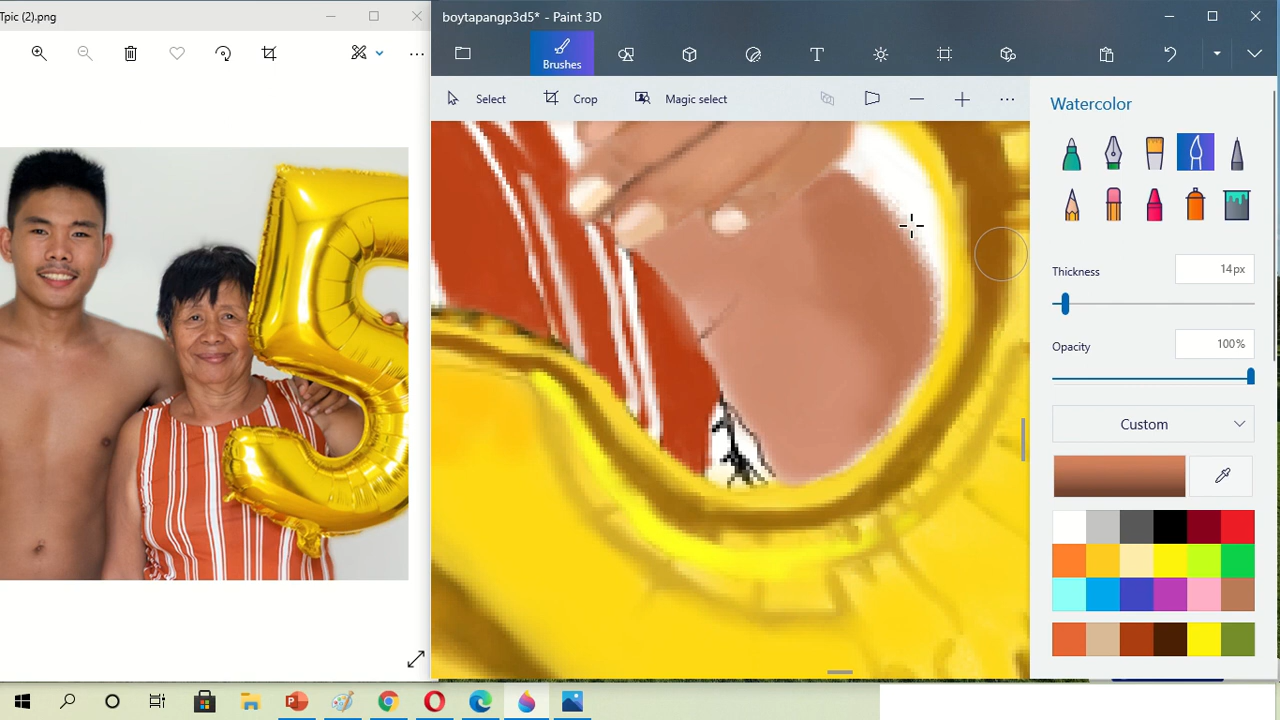 Tpic (2).png
boytapangp3d5* - Paint 3D
Brushes
Select
Crop
Magic select
Watercolor
Thickness
14px
Opacity
100%
Custom